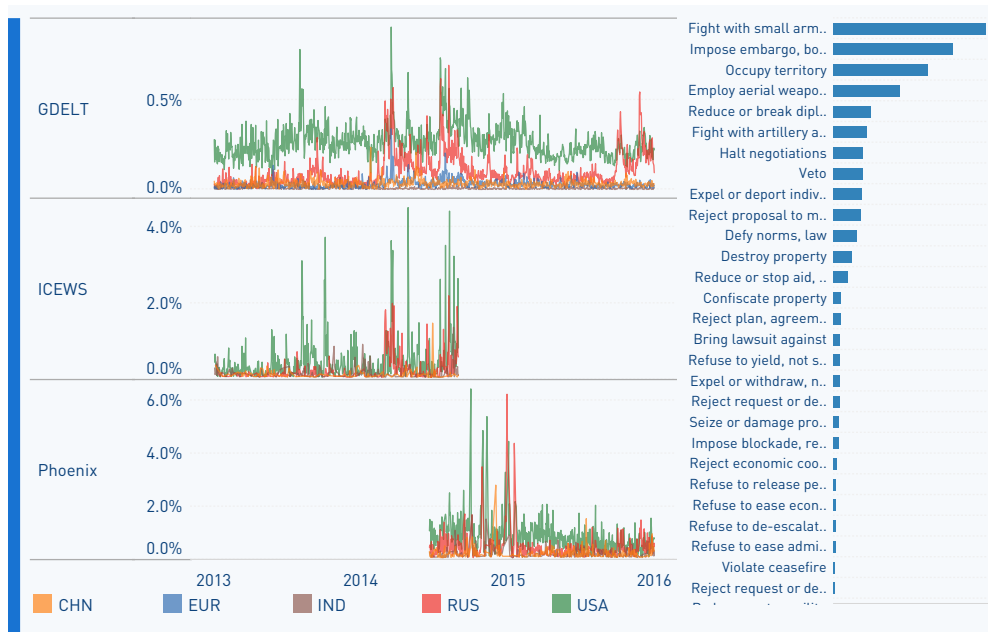 GDELT
0.5%
0.0%
ICEWS
4.0%
2.0%
0.0%
Phoenix
6.0%
4.0%
2.0%
0.0%
2013 2014 2015 2016
CHN EUR IND RUS USA
Fight with small arm..
Impose embargo, bo..
Occupy territory
Employ aerial weapo..
Reduce or break dipl..
Fight with artillery a..
Halt negotiations
Veto
Expel or deport indiv..
Reject proposal to m..
Defy norms, law
Destroy property
Reduce or stop aid, ..
Confiscate property
Reject plan, agreem..
Bring lawsuit against
Refuse to yield, not s..
Expel or withdraw, n..
Reject request or de..
Seize or damage pro..
Impose blockade, re..
Reject economic coo..
Refuse to release pe..
Refuse to ease econ..
Refuse to de-escalat..
Refuse to ease admi..
Violate ceasefire
Reject request or de..